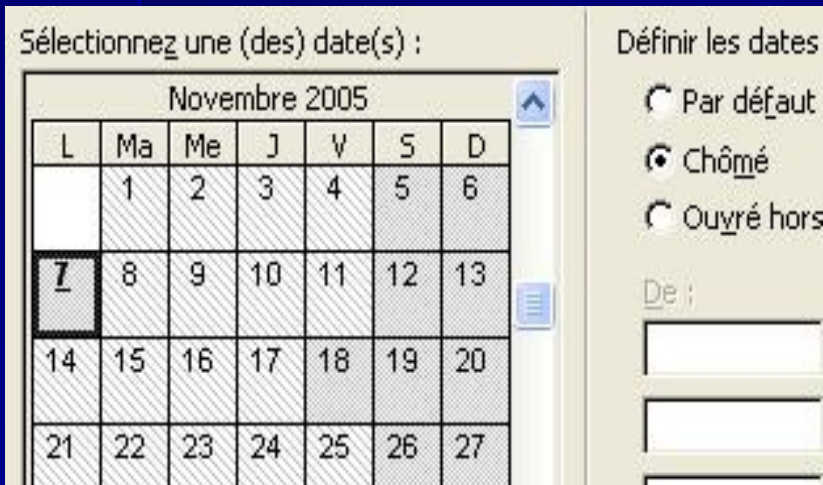 Sélectionnez une (des) date(s) :
Novembre 2005
L Ma Me J V S D
1 2 3 4 5 6
7 8 9 10 11 12 13
14 15 16 17 18 19 20
21 22 23 24 25 26 27
Définir les dates
Par défaut
Chômé
Ouvré hors
De :